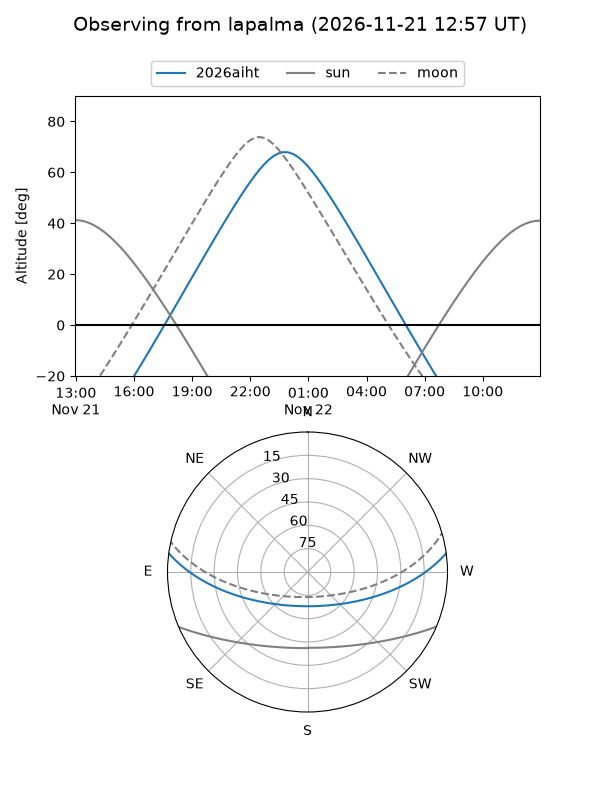 Observing from lapalma (2026-11-21 12:57 UT)
2026aiht sun moon
80
60
40
20
0
−20
Altitude [deg]
13:00 16:00 19:00 22:00 01:00 04:00 07:00 10:00
Nov 21 Nov 22
N
NE NW
15
30
45
60
75
E W
SE SW
S